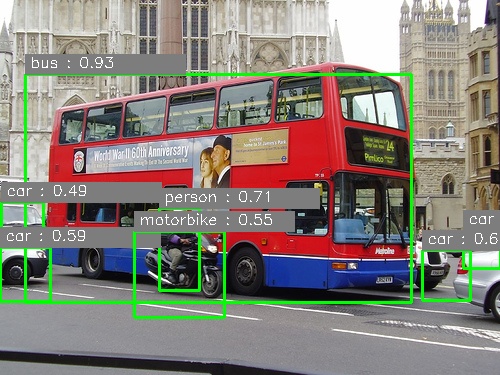 bus : 0.93
World War II 60th Anniversary
24
Pimlico
car : 0.49
person : 0.71
motorbike : 0.55
car
car : 0.59
car : 0.6
Metroline